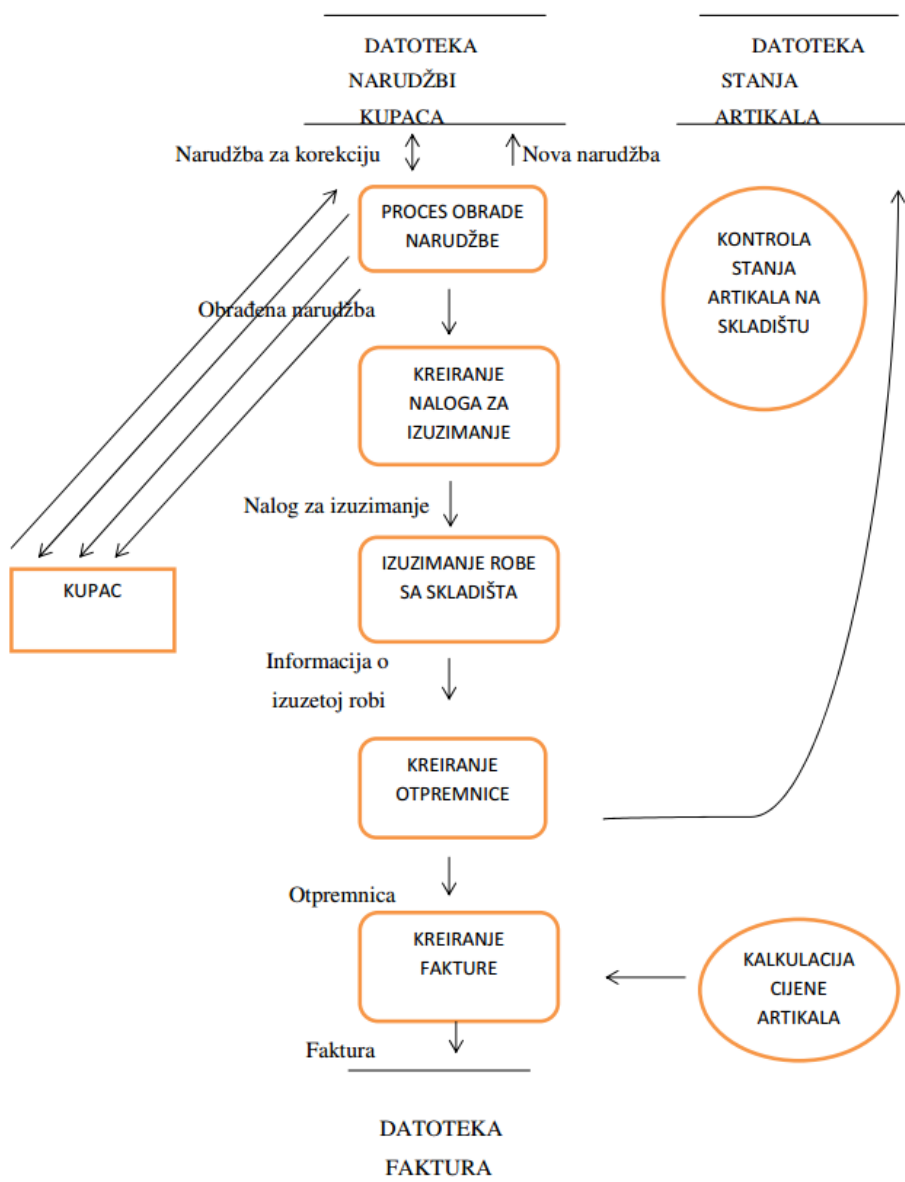 DATOTEKA
NARUDŽBI
KUPACA
DATOTEKA
STANJA
ARTIKALA
Narudžba za korekciju
Nova narudžba
PROCES OBRADE
NARUDŽBE
KONTROLA
STANJA
ARTIKALA NA
SKLADIŠTU
Obrađena narudžba
KREIRANJE
NALOGA ZA
IZUZIMANJE
Nalog za izuzimanje
IZUZIMANJE ROBE
SA SKLADIŠTA
KUPAC
Informacija o
izuzetoj robi
KREIRANJE
OTPREMNICE
Otpremnica
KREIRANJE
FAKTURE
KALKULACIJA
CIJENE
ARTIKALA
Faktura
DATOTEKA
FAKTURA